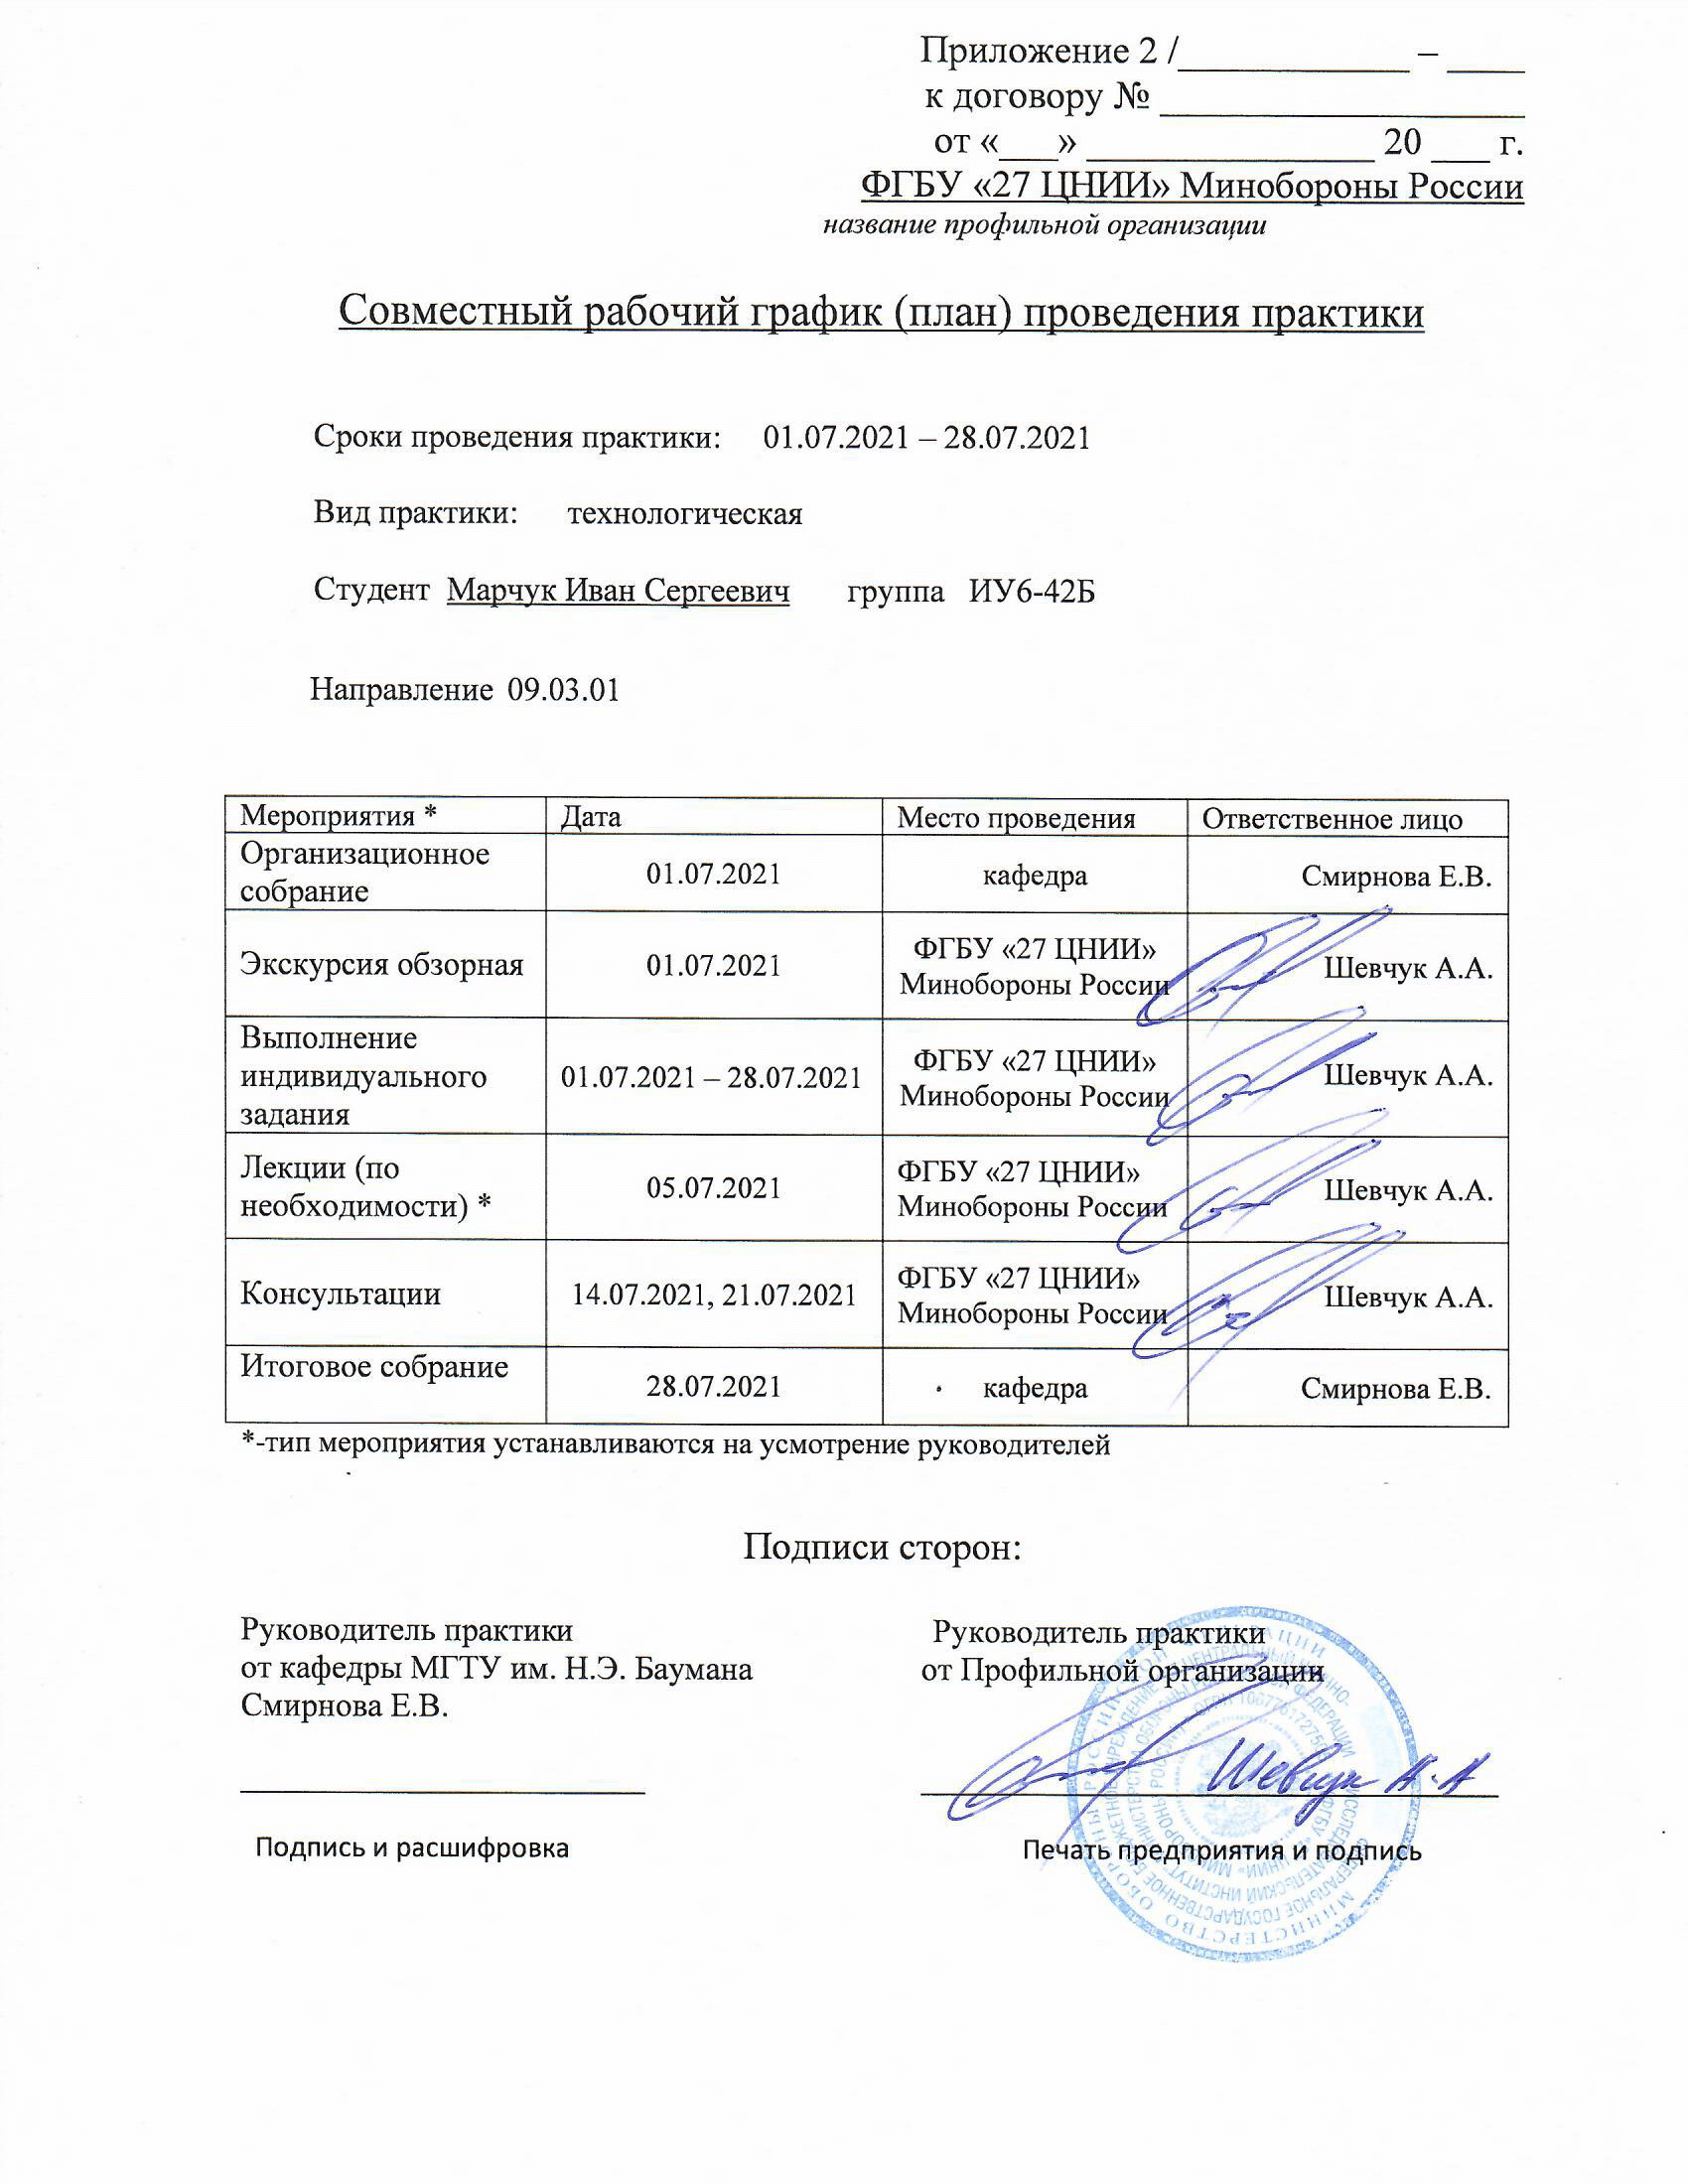 Приложение 2 /____________ – ____
к договору № ___________________
от «___» _______________ 20 ___ г.
ФГБУ «27 ЦНИИ» Минобороны России
название профильной организации
Совместный рабочий график (план) проведения практики
Сроки проведения практики: 01.07.2021 – 28.07.2021
Вид практики: технологическая
Студент Марчук Иван Сергеевич группа ИУ6-42Б
Направление 09.03.01
Мероприятия * Дата Место проведения Ответственное лицо
Организационное
собрание
01.07.2021
кафедра
Смирнова Е.В.
Экскурсия обзорная
01.07.2021
ФГБУ «27 ЦНИИ»
Минобороны России
Шевчук А.А.
Выполнение
индивидуального
задания
01.07.2021 – 28.07.2021
ФГБУ «27 ЦНИИ»
Минобороны России
Шевчук А.А.
Лекции (по
необходимости) *
05.07.2021
ФГБУ «27 ЦНИИ»
Минобороны России
Шевчук А.А.
Консультации
14.07.2021, 21.07.2021
ФГБУ «27 ЦНИИ»
Минобороны России
Шевчук А.А.
Итоговое собрание
28.07.2021
кафедра
Смирнова Е.В.
*-тип мероприятия устанавливаются на усмотрение руководителей
Подписи сторон:
Руководитель практики
от кафедры МГТУ им. Н.Э. Баумана
Смирнова Е.В.
Подпись и расшифровка
Руководитель практики
от Профильной организации
Шевчук А.А
Печать предприятия и подпись
МИНИСТЕРСТВО ОБОРОНЫ РОССИЙСКОЙ ФЕДЕРАЦИИ